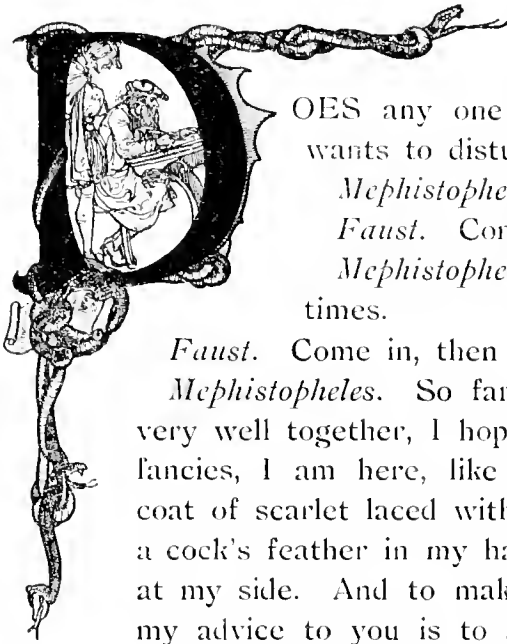 DOES any one
wants to distu
Mephistophe
Faust. Con
Mephistophe
times.
Faust. Come in, then
Mephistopheles. So far
very well together, I hop
fancies, I am here, like
coat of scarlet laced with
a cock's feather in my ha
at my side. And to mak
my advice to you is to